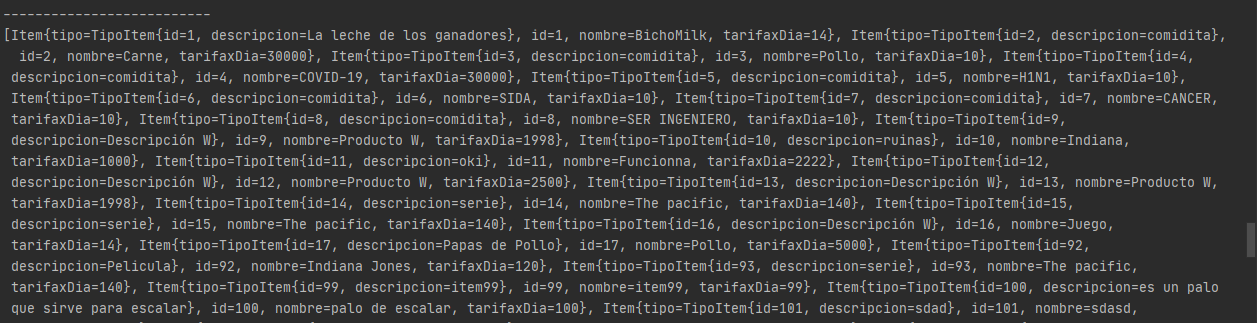 --------------------------
[Item{tipo=TipoItem{id=1, descripcion=La leche de los ganadores}, id=1, nombre=BichoMilk, tarifaxDia=14}, Item{tipo=TipoItem{id=2, descripcion=comidita},
id=2, nombre=Carne, tarifaxDia=30000}, Item{tipo=TipoItem{id=3, descripcion=comidita}, id=3, nombre=Pollo, tarifaxDia=10}, Item{tipo=TipoItem{id=4,
descripcion=comidita}, id=4, nombre=COVID-19, tarifaxDia=30000}, Item{tipo=TipoItem{id=5, descripcion=comidita}, id=5, nombre=H1N1, tarifaxDia=10},
Item{tipo=TipoItem{id=6, descripcion=comidita}, id=6, nombre=SIDA, tarifaxDia=10}, Item{tipo=TipoItem{id=7, descripcion=comidita}, id=7, nombre=CANCER,
tarifaxDia=10}, Item{tipo=TipoItem{id=8, descripcion=comidita}, id=8, nombre=SER INGENIERO, tarifaxDia=10}, Item{tipo=TipoItem{id=9,
descripcion=Descripción W}, id=9, nombre=Producto W, tarifaxDia=1998}, Item{tipo=TipoItem{id=10, descripcion=ruinas}, id=10, nombre=Indiana,
tarifaxDia=1000}, Item{tipo=TipoItem{id=11, descripcion=oki}, id=11, nombre=Funcionna, tarifaxDia=2222}, Item{tipo=TipoItem{id=12,
descripcion=Descripción W}, id=12, nombre=Producto W, tarifaxDia=2500}, Item{tipo=TipoItem{id=13, descripcion=Descripción W}, id=13, nombre=Producto W,
tarifaxDia=1998}, Item{tipo=TipoItem{id=14, descripcion=serie}, id=14, nombre=The pacific, tarifaxDia=140}, Item{tipo=TipoItem{id=15,
descripcion=serie}, id=15, nombre=The pacific, tarifaxDia=140}, Item{tipo=TipoItem{id=16, descripcion=Descripción W}, id=16, nombre=Juego,
tarifaxDia=14}, Item{tipo=TipoItem{id=17, descripcion=Papas de Pollo}, id=17, nombre=Pollo, tarifaxDia=5000}, Item{tipo=TipoItem{id=92,
descripcion=Pelicula}, id=92, nombre=Indiana Jones, tarifaxDia=120}, Item{tipo=TipoItem{id=93, descripcion=serie}, id=93, nombre=The pacific,
tarifaxDia=140}, Item{tipo=TipoItem{id=99, descripcion=item99}, id=99, nombre=item99, tarifaxDia=99}, Item{tipo=TipoItem{id=100, descripcion=es un palo
que sirve para escalar}, id=100, nombre=palo de escalar, tarifaxDia=100}, Item{tipo=TipoItem{id=101, descripcion=sdad}, id=101, nombre=sdasd,